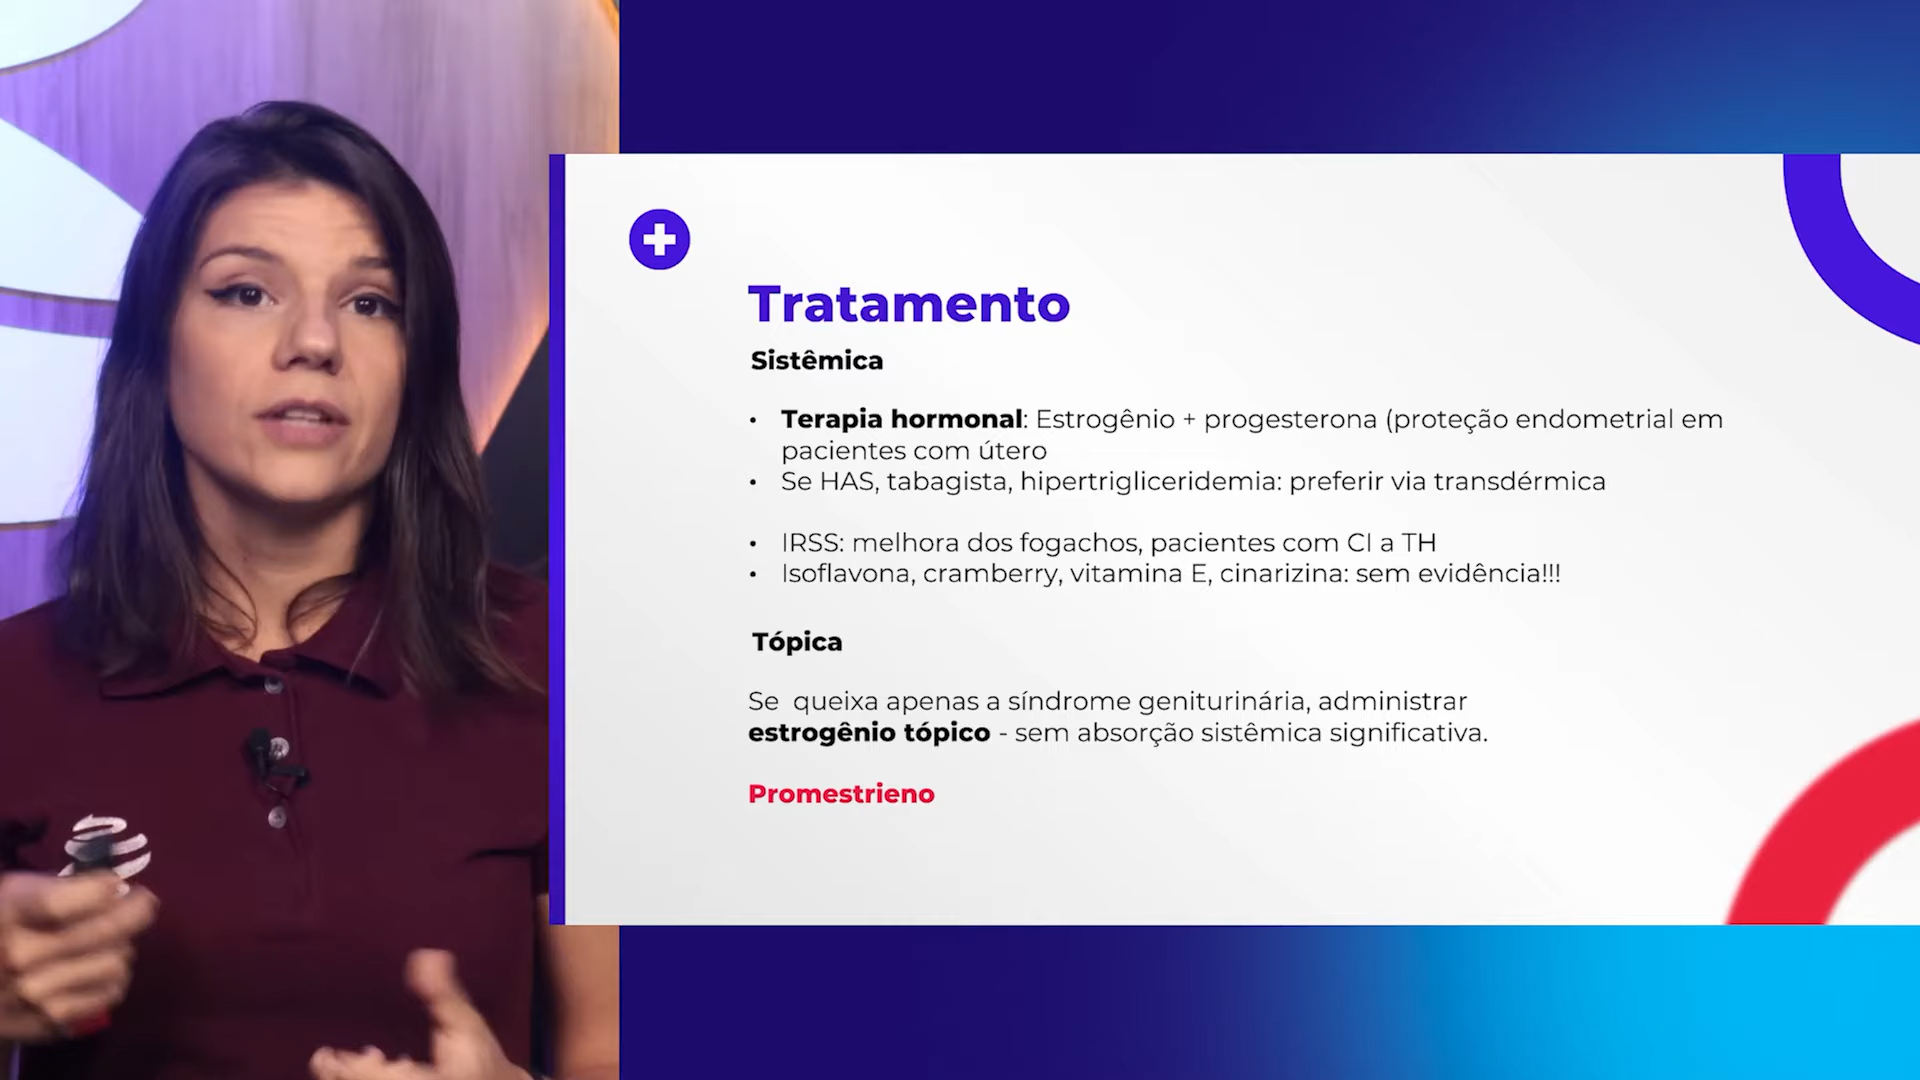 Tratamento
Sistêmica
• Terapia hormonal: Estrogênio + progesterona (proteção endometrial em
pacientes com útero
• Se HAS, tabagista, hipertrigliceridemia: preferir via transdérmica
• IRSS: melhora dos fogachos, pacientes com CI a TH
• Isoflavona, cramberry, vitamina E, cinarizina: sem evidência!!!
Tópica
Se queixa apenas a síndrome geniturinária, administrar
estrogênio tópico - sem absorção sistêmica significativa.
Promestrieno